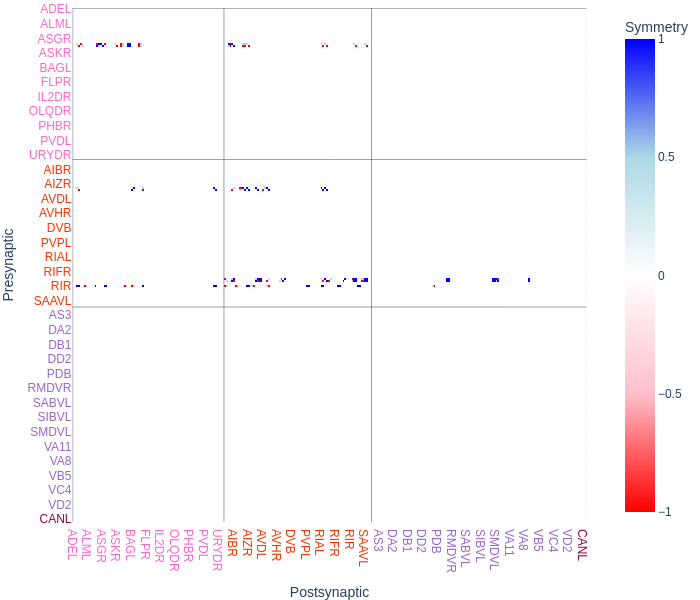 Symmetry
1
0.5
0
−0.5
−1
Presynaptic
ADEL
ALML
ASGR
ASKR
BAGL
FLPR
IL2DR
OLQDR
PHBR
PVDL
URYDR
AIBR
AIZR
AVDL
AVHR
DVB
PVPL
RIAL
RIFR
RIR
SAAVL
AS3
DA2
DB1
DD2
PDB
RMDVR
SABVL
SIBVL
SMDVL
VA11
VA8
VB5
VC4
VD2
CANL
ADEL
ALML
ASGR
ASKR
BAGL
FLPR
IL2DR
OLQDR
PHBR
PVDL
URYDR
AIBR
AIZR
AVDL
AVHR
DVB
PVPL
RIAL
RIFR
RIR
SAAVL
AS3
DA2
DB1
DD2
PDB
RMDVR
SABVL
SIBVL
SMDVL
VA11
VA8
VB5
VC4
VD2
CANL
Postsynaptic